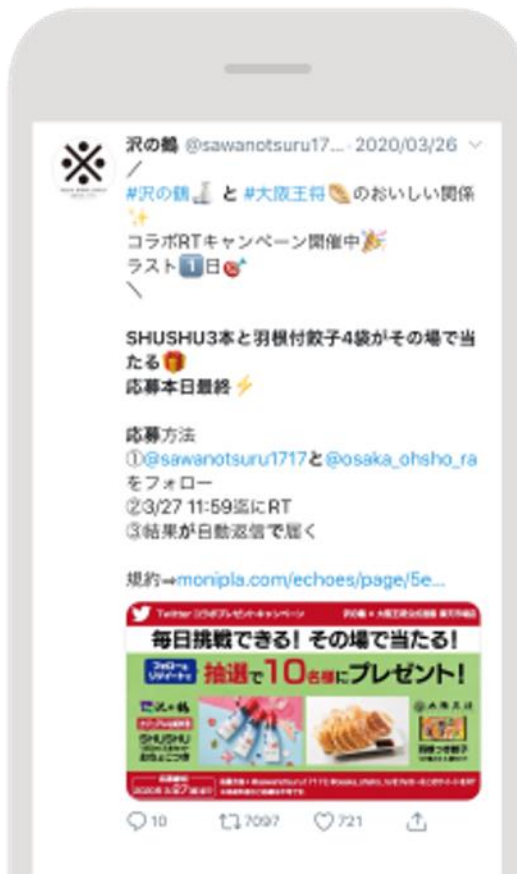 沢の鶴 @sawanotsuru17... · 2020/03/26
／
#沢の鶴🍶 と #大阪王将🥟のおいしい関係
✨
コラボRTキャンペーン開催中🎉
ラスト1️⃣日🎯
＼
SHUSHU3本と羽根付餃子4袋がその場で当
たる🎁
応募本日最終⚡
応募方法
①@sawanotsuru1717と@osaka_ohsho_ra
をフォロー
②3/27 11:59迄にRT
③結果が自動返信で届く
規約⇒monipla.com/echoes/page/5e...
Twitter コラボプレゼントキャンペーン
毎日挑戦できる! その場で当たる!
フォロー&
リツイートで
抽選で10名様にプレゼント!
沢の鶴
大阪王将
SHUSHU
おちょこつき
羽根つき餃子
10
7097
721